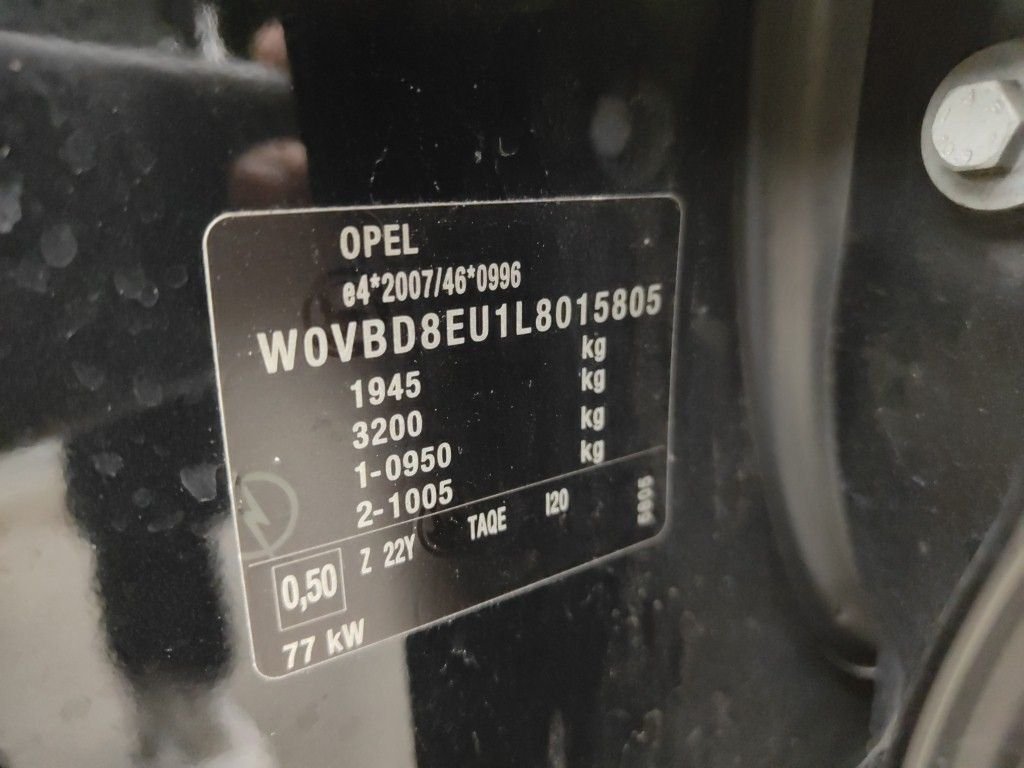 OPEL
e4*2007/46*0996
W0VBD8EU1L8015805
1945 kg
3200 kg
1-0950 kg
2-1005 kg
0,50 Z 22Y TAQE I20 5805
77 kW